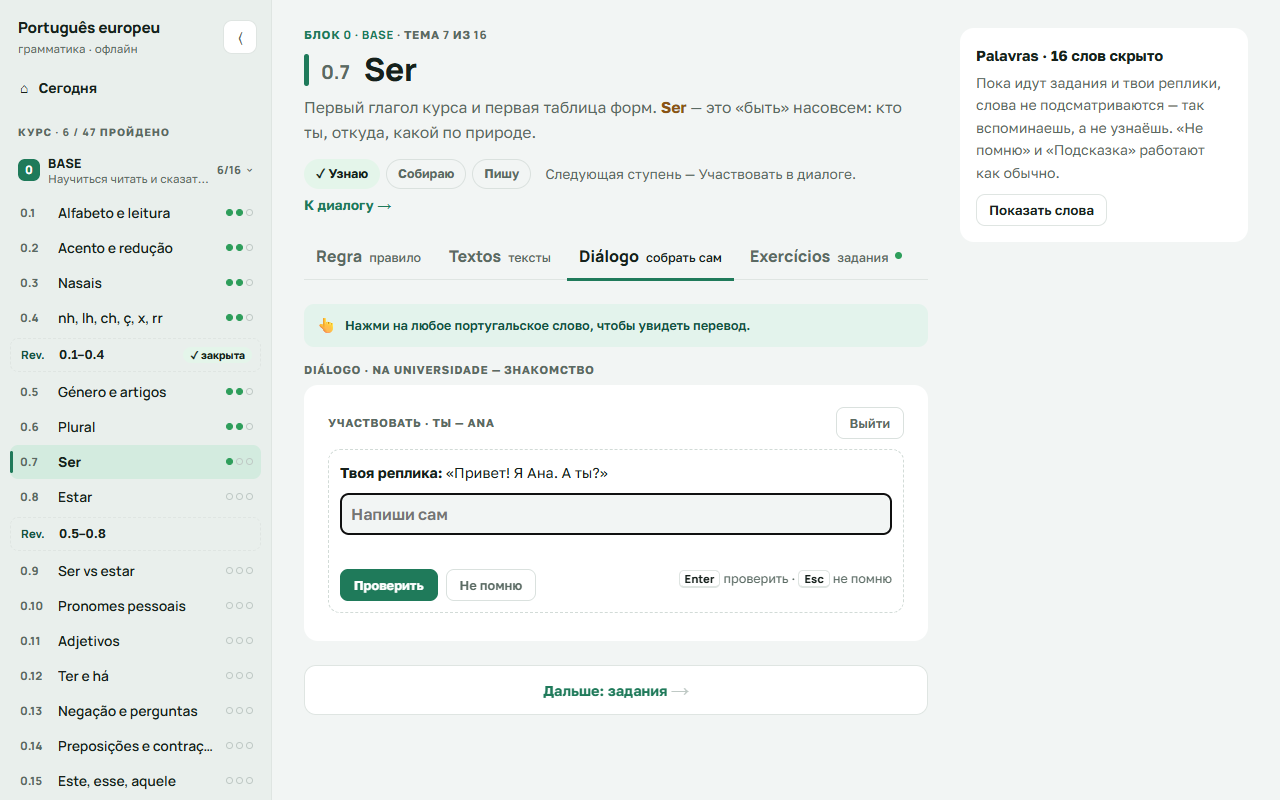 Português europeu
грамматика · офлайн
⟨
⌂ Сегодня
КУРС · 6 / 47 ПРОЙДЕНО
0 BASE 6/16
Научиться читать и сказат…
0.1 Alfabeto e leitura
0.2 Acento e redução
0.3 Nasais
0.4 nh, lh, ch, ç, x, rr
Rev. 0.1–0.4 ✓ закрыта
0.5 Género e artigos
0.6 Plural
0.7 Ser
0.8 Estar
Rev. 0.5–0.8
0.9 Ser vs estar
0.10 Pronomes pessoais
0.11 Adjetivos
0.12 Ter e há
0.13 Negação e perguntas
0.14 Preposições e contraç…
0.15 Este, esse, aquele
БЛОК 0 · BASE · ТЕМА 7 ИЗ 16
0.7 Ser
Первый глагол курса и первая таблица форм. Ser — это «быть» насовсем: кто
ты, откуда, какой по природе.
✓ Узнаю Собираю Пишу Следующая ступень — Участвовать в диалоге.
К диалогу →
Regra правило Textos тексты Diálogo собрать сам Exercícios задания
👆 Нажми на любое португальское слово, чтобы увидеть перевод.
DIÁLOGO · NA UNIVERSIDADE — ЗНАКОМСТВО
УЧАСТВОВАТЬ · ТЫ — ANA Выйти
Твоя реплика: «Привет! Я Ана. А ты?»
Напиши сам
Проверить Не помню Enter проверить · Esc не помню
Дальше: задания →
Palavras · 16 слов скрыто
Пока идут задания и твои реплики,
слова не подсматриваются — так
вспоминаешь, а не узнаёшь. «Не
помню» и «Подсказка» работают
как обычно.
Показать слова